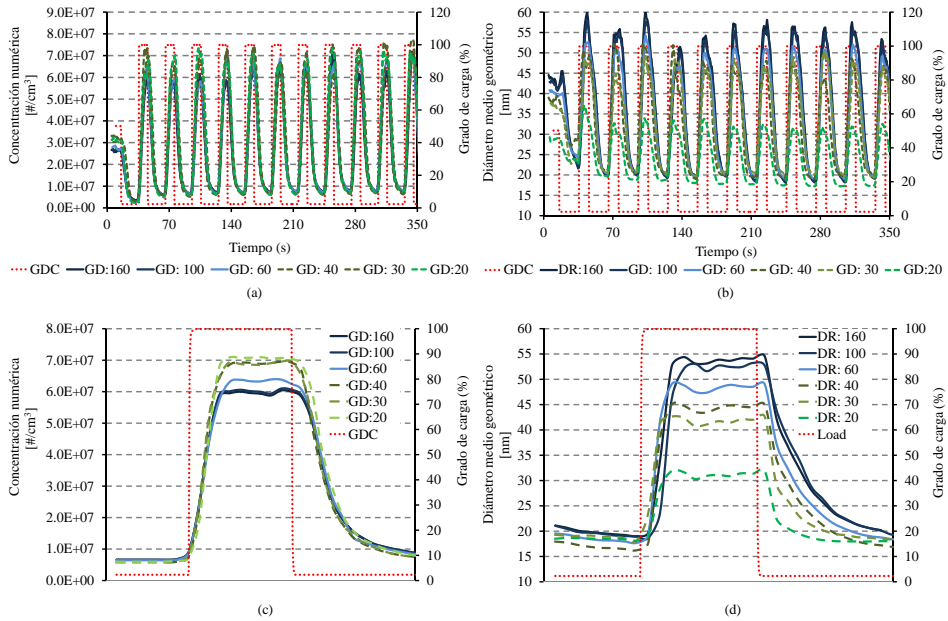 9.0E+07
8.0E+07
7.0E+07
6.0E+07
5.0E+07
4.0E+07
3.0E+07
2.0E+07
1.0E+07
0.0E+00
Concentración numérica
[#/cm-3]
0
70
140
210
280
350
Tiempo (s)
120
100
80
60
40
20
0
Grado de carga (%)
GDC
GD:160
GD: 100
GD: 60
GD: 40
GD: 30
GD:20
(a)
60
55
50
45
40
35
30
25
20
15
10
Diámetro medio geométrico
[nm]
0
70
140
210
280
350
Tiempo (s)
120
100
80
60
40
20
0
Grado de carga (%)
GDC
DR:160
GD: 100
GD: 60
GD: 40
GD: 30
GD:20
(b)
8.0E+07
7.0E+07
6.0E+07
5.0E+07
4.0E+07
3.0E+07
2.0E+07
1.0E+07
0.0E+00
Concentración numérica
[#/cm-3]
100
90
80
70
60
50
40
30
20
10
0
Grado de carga (%)
GD:160
GD:100
GD:60
GD:40
GD:30
GD:20
GDC
(c)
60
55
50
45
40
35
30
25
20
15
10
Diámetro medio geométrico
[nm]
100
90
80
70
60
50
40
30
20
10
0
Grado de carga (%)
DR: 160
DR: 100
DR: 60
DR: 40
DR: 30
DR: 20
Load
(d)